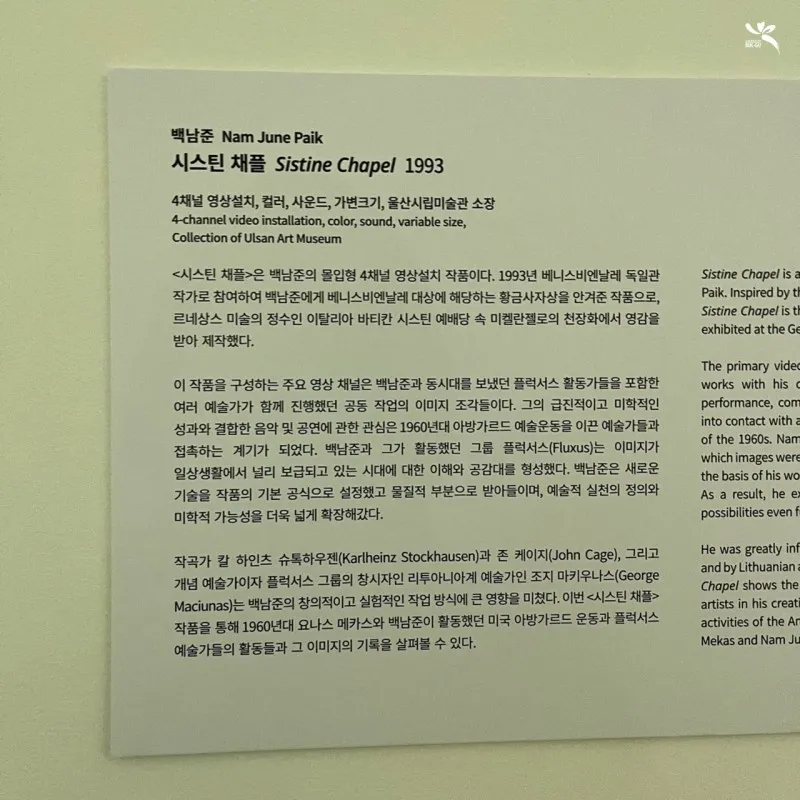 백남준 Nam June Paik
시스틴 채플 Sistine Chapel 1993
4채널 영상설치, 컬러, 사운드, 가변크기, 울산시립미술관 소장
4-channel video installation, color, sound, variable size,
Collection of Ulsan Art Museum
<시스틴 채플>은 백남준의 몰입형 4채널 영상설치 작품이다. 1993년 베니스비엔날레 독일관
작가로 참여하여 백남준에게 베니스비엔날레 대상에 해당하는 황금사자상을 안겨준 작품으로,
르네상스 미술의 정수인 이탈리아 바티칸 시스틴 예배당 속 미켈란젤로의 천장화에서 영감을
받아 제작했다.
이 작품을 구성하는 주요 영상 채널은 백남준과 동시대를 보냈던 플럭서스 활동가들을 포함한
여러 예술가가 함께 진행했던 공동 작업의 이미지 조각들이다. 그의 급진적이고 미학적인
성과와 결합한 음악 및 공연에 관한 관심은 1960년대 아방가르드 예술운동을 이끈 예술가들과
접촉하는 계기가 되었다. 백남준과 그가 활동했던 그룹 플럭서스(Fluxus)는 이미지가
일상생활에서 널리 보급되고 있는 시대에 대한 이해와 공감대를 형성했다. 백남준은 새로운
기술을 작품의 기본 공식으로 설정했고 물질적 부분으로 받아들이며, 예술적 실천의 정의와
미학적 가능성을 더욱 넓게 확장해갔다.
작곡가 칼 하인츠 슈톡하우젠(Karlheinz Stockhausen)과 존 케이지(John Cage), 그리고
개념 예술가이자 플럭서스 그룹의 창시자인 리투아니아계 예술가인 조지 마키우나스(George
Maciunas)는 백남준의 창의적이고 실험적인 작업 방식에 큰 영향을 미쳤다. 이번 <시스틴 채플>
작품을 통해 1960년대 요나스 메카스와 백남준이 활동했던 미국 아방가르드 운동과 플럭서스
예술가들의 활동들과 그 이미지의 기록을 살펴볼 수 있다.
Sistine Chapel is a
Paik. Inspired by th
Sistine Chapel is th
exhibited at the Ge
The primary video
works with his c
performance, com
into contact with a
of the 1960s. Nam
which images were
the basis of his wo
As a result, he ex
possibilities even f
He was greatly inf
and by Lithuanian a
Chapel shows the
artists in his creati
activities of the Am
Mekas and Nam Ju